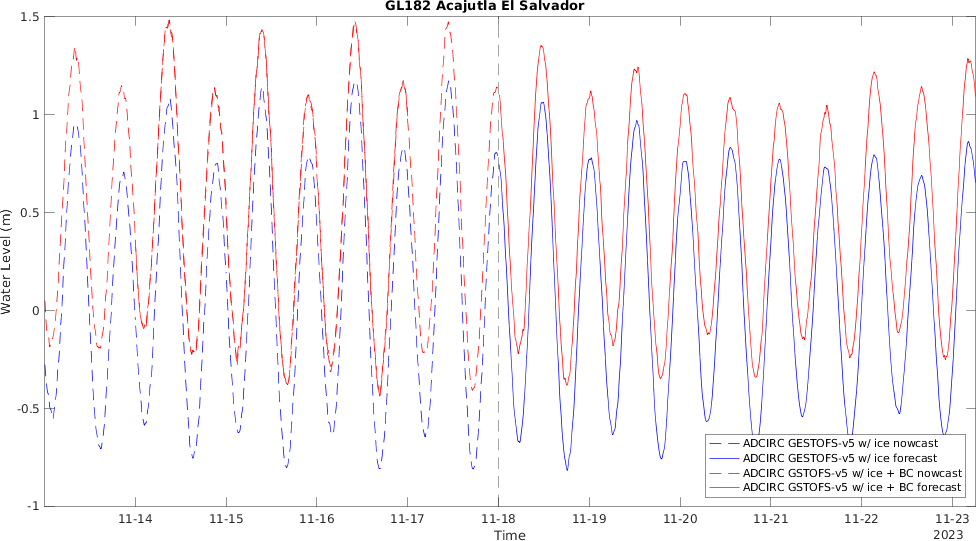 GL182 Acajutla El Salvador
1.5
1
0.5
0
-0.5
-1
Water Level (m)
11-14 11-15 11-16 11-17 11-18 11-19 11-20 11-21 11-22 11-23
2023
Time
ADCIRC GESTOFS-v5 w/ ice nowcast
ADCIRC GESTOFS-v5 w/ ice forecast
ADCIRC GSTOFS-v5 w/ ice + BC nowcast
ADCIRC GSTOFS-v5 w/ ice + BC forecast